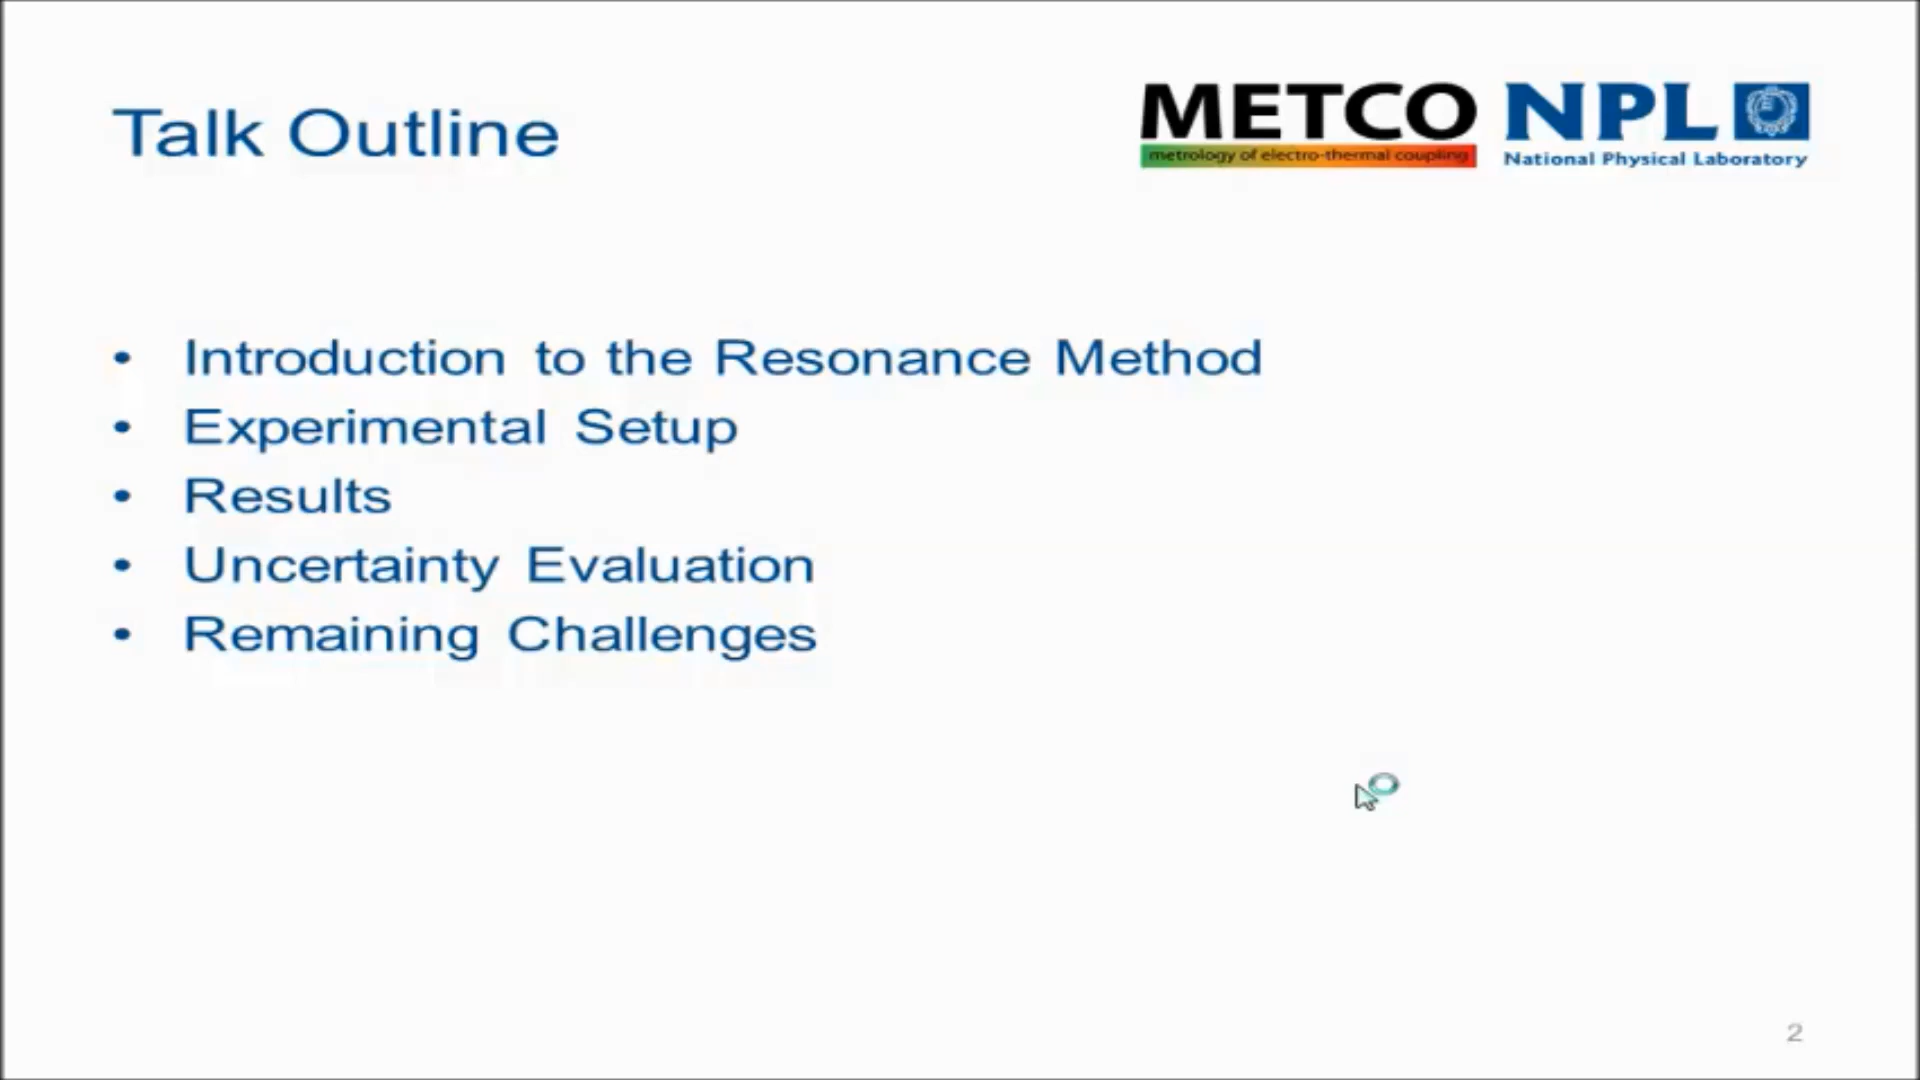 Talk Outline
METCO
metrology of electro-thermal coupling
NPL
National Physical Laboratory
• Introduction to the Resonance Method
• Experimental Setup
• Results
• Uncertainty Evaluation
• Remaining Challenges
2